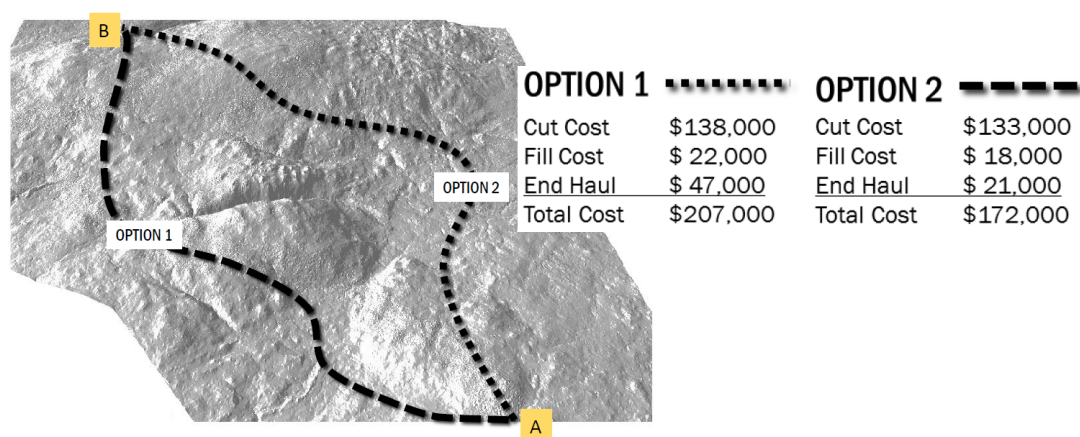 B
OPTION 1
OPTION 2
A
OPTION 1
Cut Cost $138,000
Fill Cost $ 22,000
End Haul $ 47,000
Total Cost $207,000
OPTION 2
Cut Cost $133,000
Fill Cost $ 18,000
End Haul $ 21,000
Total Cost $172,000